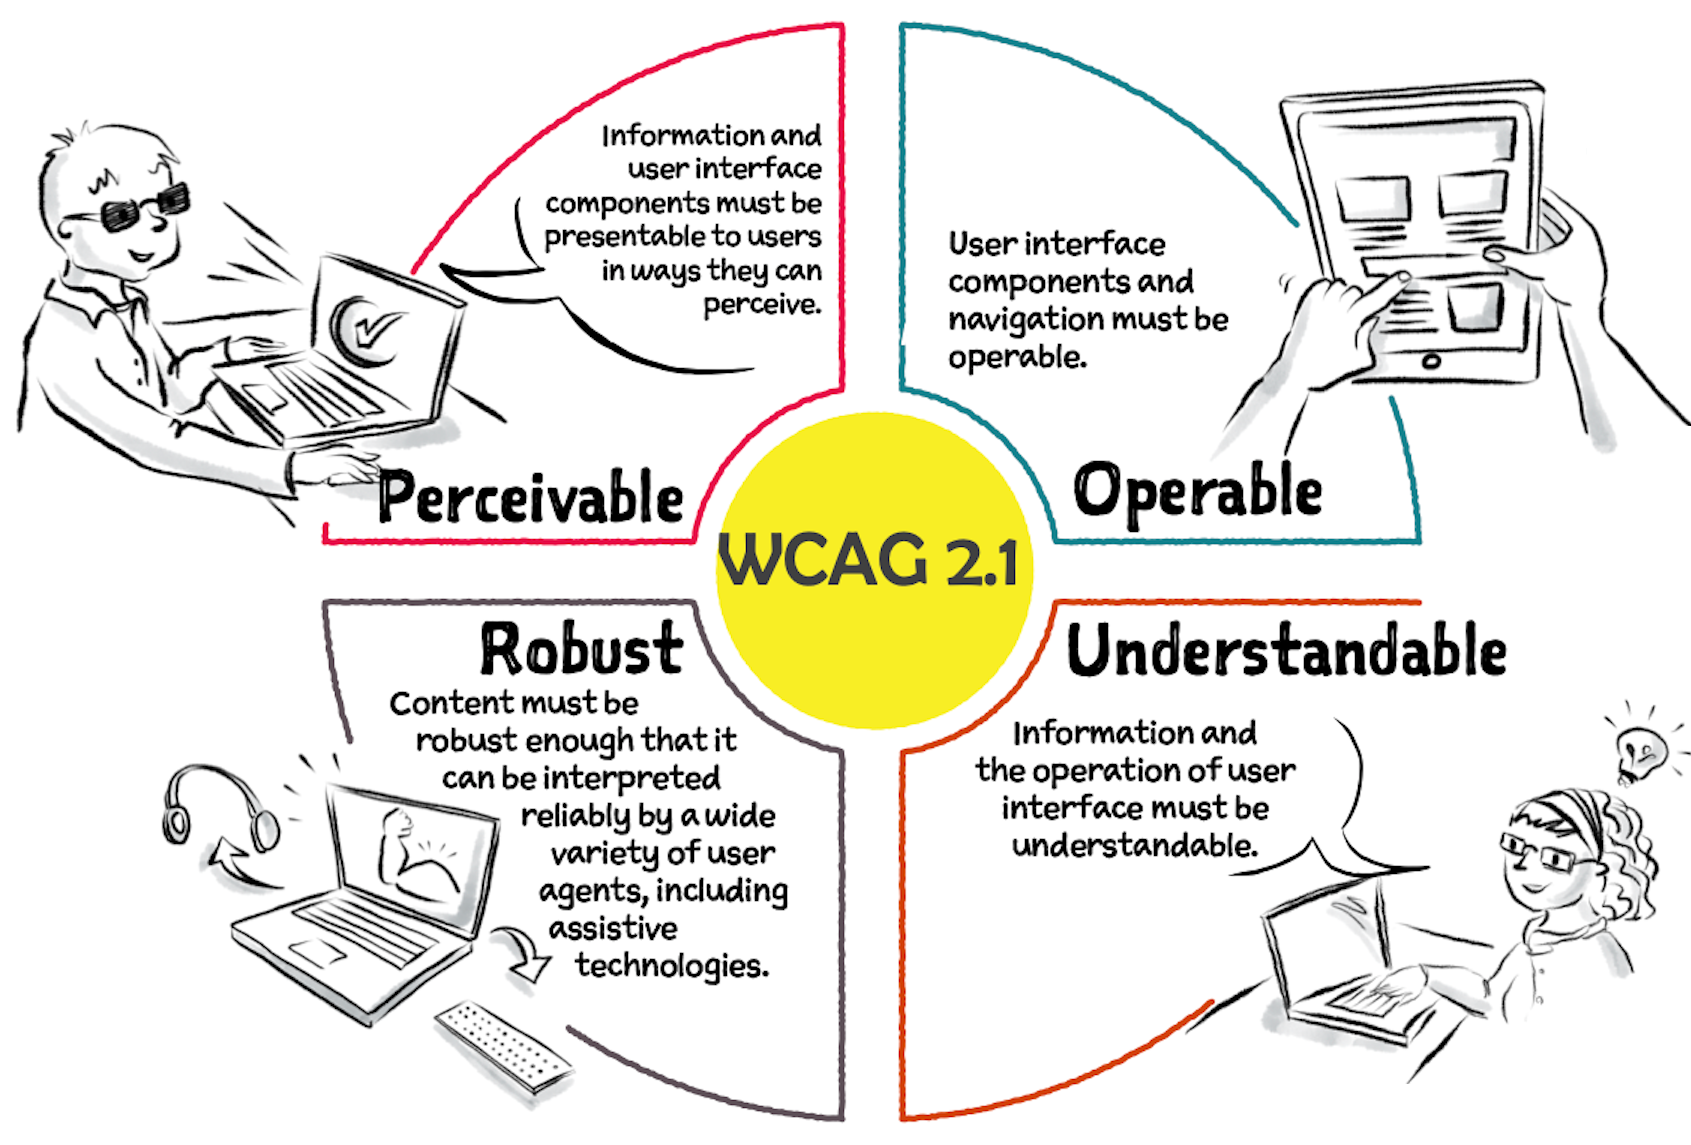 Information and
user interface
components must be
presentable to users
in ways they can
perceive.
Perceivable
User interface
components and
navigation must be
operable.
Operable
WCAG 2.1
Robust
Content must be
robust enough that it
can be interpreted
reliably by a wide
variety of user
agents, including
assistive
technologies.
Understandable
Information and
the operation of user
interface must be
understandable.